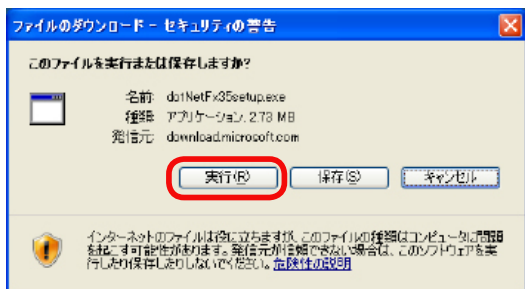 ファイルのダウンロード - セキュリティの警告
このファイルを実行または保存しますか?
名前: dotNetFx35setup.exe
種類: アプリケーション, 2.73 MB
発信元: download.microsoft.com
実行(R)
保存(S)
キャンセル
インターネットのファイルは役に立ちますが、このファイルの種類はコンピュータに問題
を起こす可能性があります。発信元が信頼できない場合は、このソフトウェアを実
行したり保存したりしないでください。危険性の説明